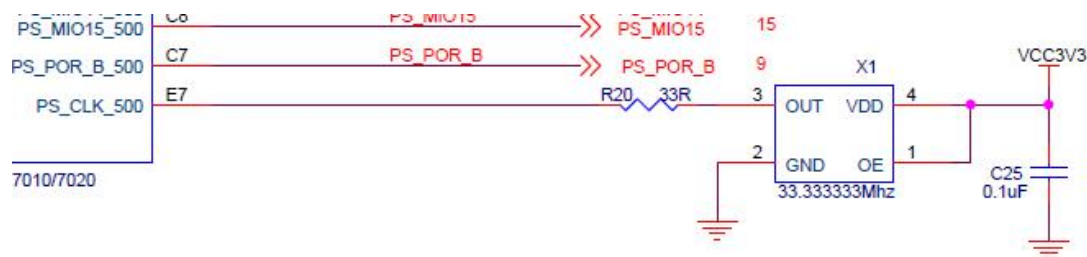 C8 PS_MIO15
PS_MIO15_500 PS_MIO15 15
C7 PS_POR_B VCC3V3
PS_POR_B_500 PS_POR_B 9 X1
PS_CLK_500 E7 R20 33R 3 OUT VDD 4
2 GND OE 1
7010/7020 33.333333Mhz C25
0.1uF